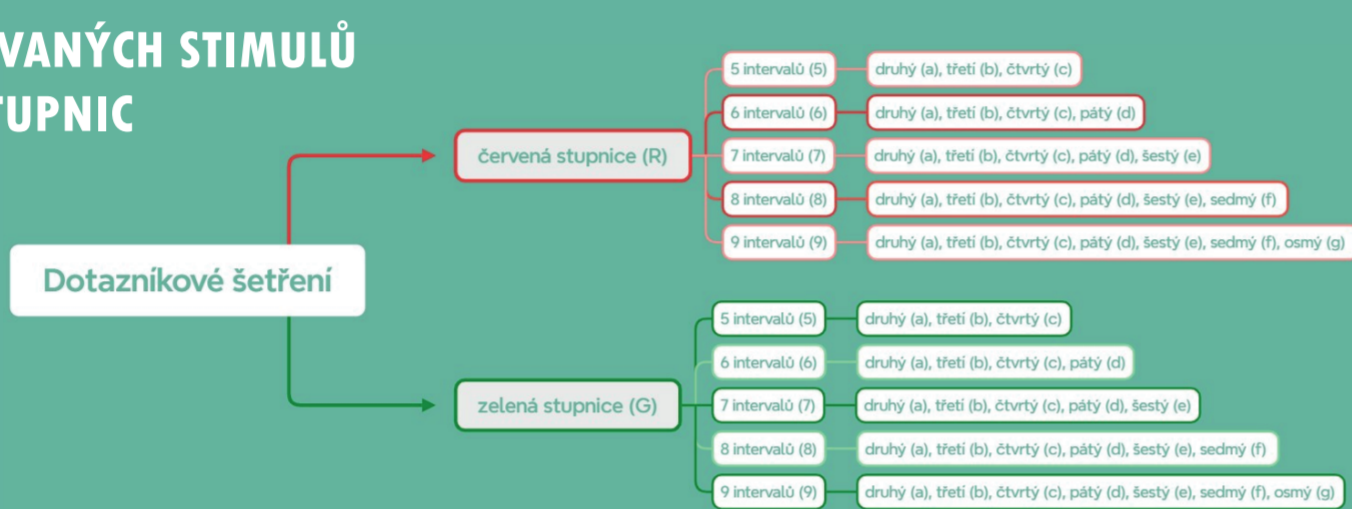 VANÝCH STIMULŮ
TUPNIC
Dotazníkové šetření
červená stupnice (R)
5 intervalů (5) druhý (a), třetí (b), čtvrtý (c)
6 intervalů (6) druhý (a), třetí (b), čtvrtý (c), pátý (d)
7 intervalů (7) druhý (a), třetí (b), čtvrtý (c), pátý (d), šestý (e)
8 intervalů (8) druhý (a), třetí (b), čtvrtý (c), pátý (d), šestý (e), sedmý (f)
9 intervalů (9) druhý (a), třetí (b), čtvrtý (c), pátý (d), šestý (e), sedmý (f), osmý (g)
zelená stupnice (G)
5 intervalů (5) druhý (a), třetí (b), čtvrtý (c)
6 intervalů (6) druhý (a), třetí (b), čtvrtý (c), pátý (d)
7 intervalů (7) druhý (a), třetí (b), čtvrtý (c), pátý (d), šestý (e)
8 intervalů (8) druhý (a), třetí (b), čtvrtý (c), pátý (d), šestý (e), sedmý (f)
9 intervalů (9) druhý (a), třetí (b), čtvrtý (c), pátý (d), šestý (e), sedmý (f), osmý (g)